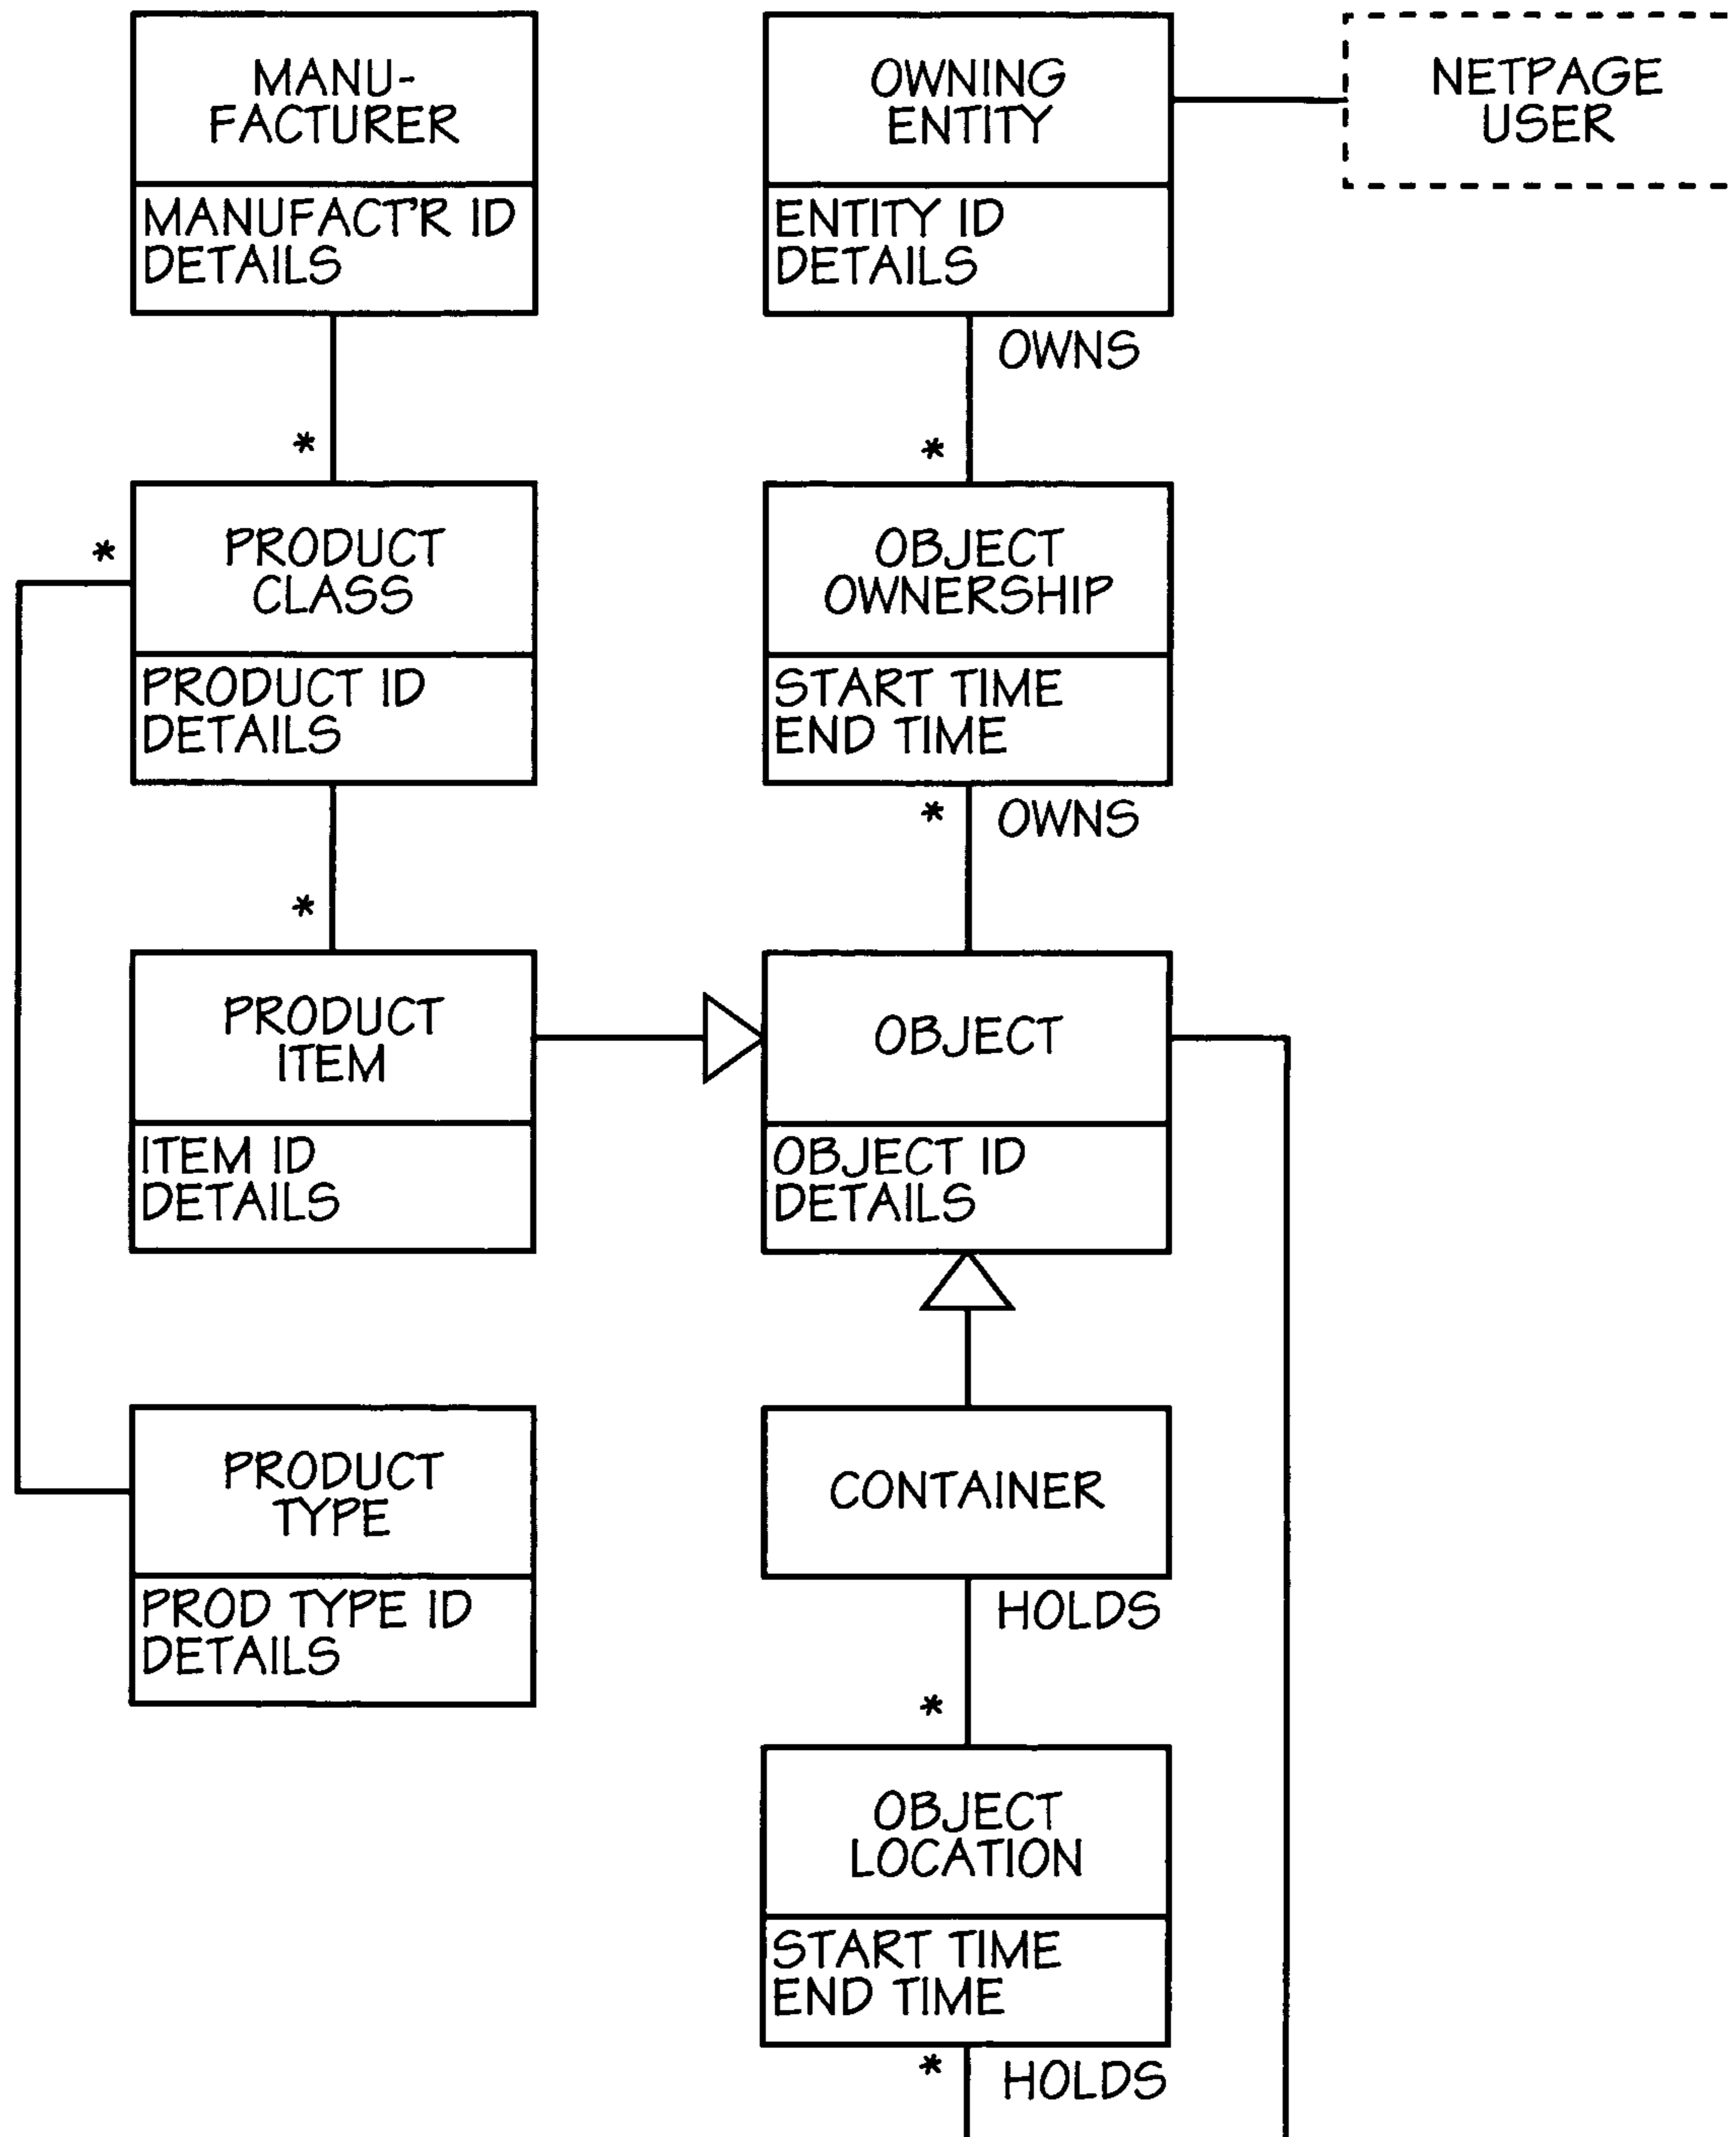 MANU-
FACTURER
MANUFACT'R ID
DETAILS
OWNING
ENTITY
ENTITY ID
DETAILS
NETPAGE
USER
OWNS
*
*
*
PRODUCT
CLASS
PRODUCT ID
DETAILS
OBJECT
OWNERSHIP
START TIME
END TIME
* OWNS
*
PRODUCT
ITEM
ITEM ID
DETAILS
OBJECT
OBJECT ID
DETAILS
PRODUCT
TYPE
PROD TYPE ID
DETAILS
CONTAINER
HOLDS
*
OBJECT
LOCATION
START TIME
END TIME
* HOLDS